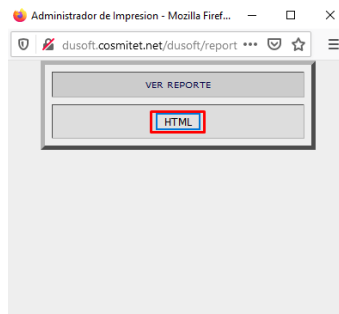 Administrador de Impresion - Mozilla Firef...
dusoft.cosmitet.net/dusoft/report
VER REPORTE
HTML